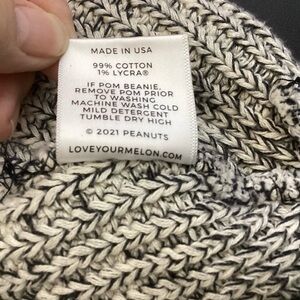 MADE IN USA
99% COTTON
1% LYCRA®
IF POM BEANIE,
REMOVE POM PRIOR
TO WASHING
MACHINE WASH COLD
MILD DETERGENT
TUMBLE DRY HIGH
© 2021 PEANUTS
LOVEYOURMELON.COM